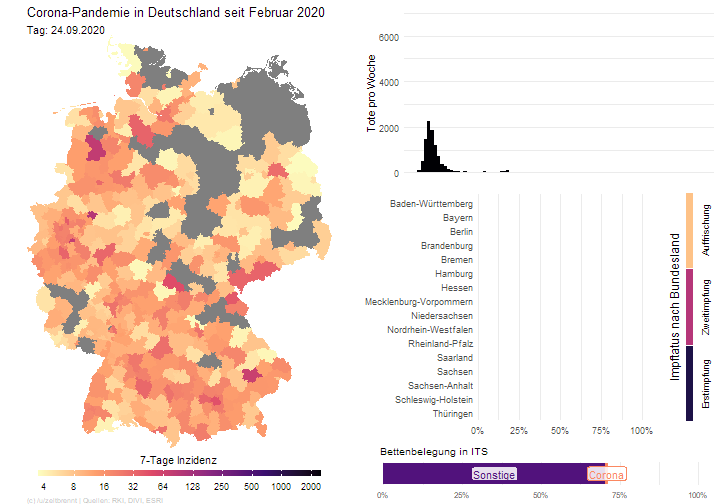 Corona-Pandemie in Deutschland seit Februar 2020
Tag: 24.09.2020
Tote pro Woche
6000
4000
2000
0
Baden-Württemberg
Bayern
Berlin
Brandenburg
Bremen
Hamburg
Hessen
Mecklenburg-Vorpommern
Niedersachsen
Nordrhein-Westfalen
Rheinland-Pfalz
Saarland
Sachsen
Sachsen-Anhalt
Schleswig-Holstein
Thüringen
0% 25% 50% 75% 100%
Impfstatus nach Bundesland
Auffrischung
Zweitimpfung
Erstimpfung
7-Tage Inzidenz
4 8 16 32 64 128 250 500 1000 2000
Bettenbelegung in ITS
Sonstige
Corona
0% 25% 50% 75% 100%
| Quellen: RKI, DIVI, ESRI